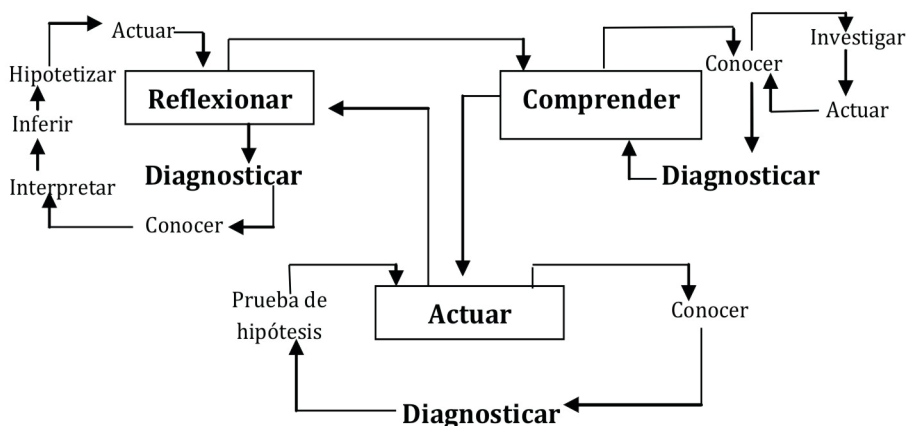 Actuar
Hipotetizar
Reflexionar
Inferir
Diagnosticar
Interpretar
Conocer
Comprender
Conocer
Investigar
Actuar
Diagnosticar
Prueba de
hipótesis
Actuar
Conocer
Diagnosticar